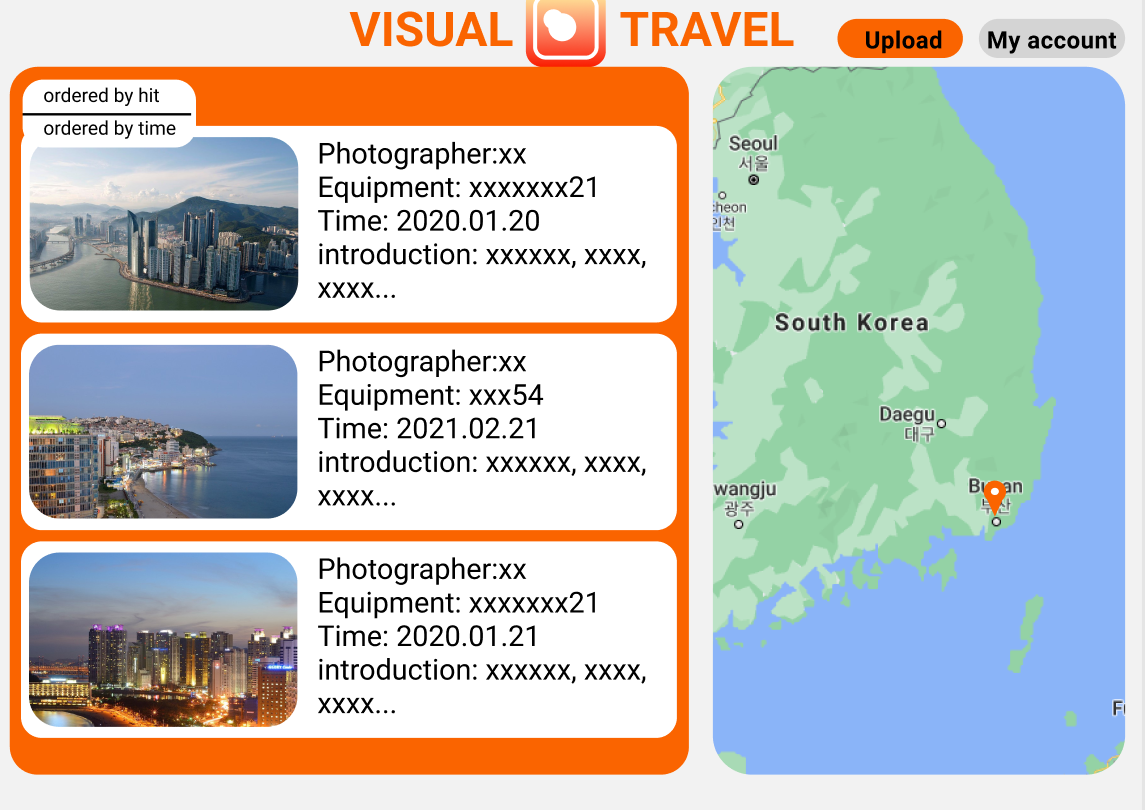 VISUAL TRAVEL
Upload
My account
ordered by hit
ordered by time
Photographer:xx
Equipment: xxxxxxx21
Time: 2020.01.20
introduction: xxxxxx, xxxx,
xxxx...
Photographer:xx
Equipment: xxx54
Time: 2021.02.21
introduction: xxxxxx, xxxx,
xxxx...
Photographer:xx
Equipment: xxxxxxx21
Time: 2020.01.21
introduction: xxxxxx, xxxx,
xxxx...
Seoul
서울
cheon
인천
South Korea
Daegu
대구
wangju
광주
부산